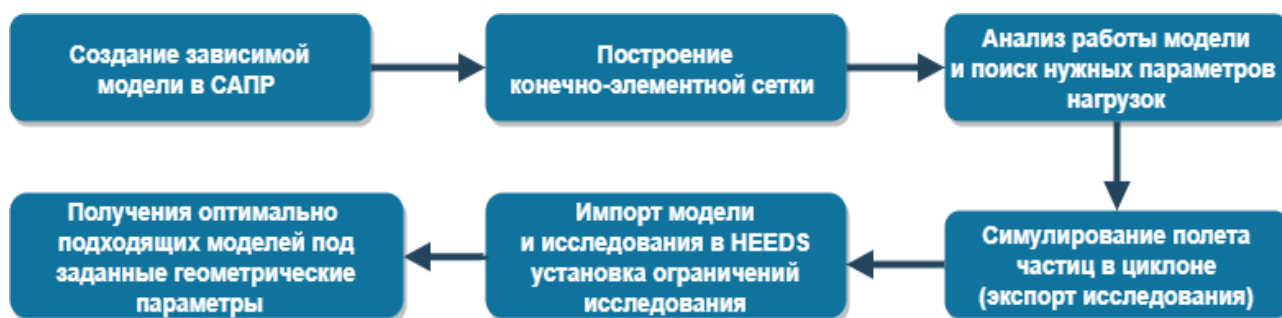 Создание зависимой
модели в САПР
Построение
конечно-элементной сетки
Анализ работы модели
и поиск нужных параметров
нагрузок
Симулирование полета
частиц в циклоне
(экспорт исследования)
Импорт модели
и исследования в HEEDS
установка ограничений
исследования
Получения оптимально
подходящих моделей под
заданные геометрические
параметры